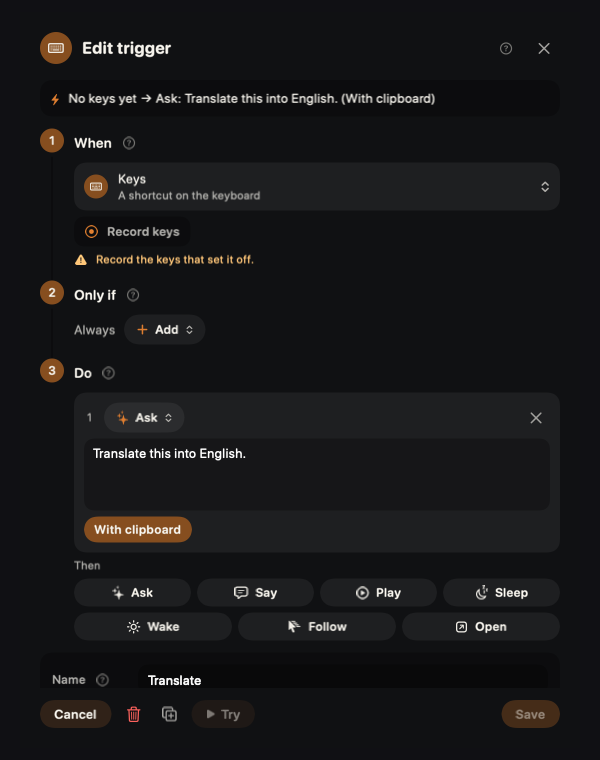 Edit trigger
No keys yet → Ask: Translate this into English. (With clipboard)
1 When
Keys
A shortcut on the keyboard
Record keys
Record the keys that set it off.
2 Only if
Always + Add
3 Do
1 Ask
Translate this into English.
With clipboard
Then
Ask Say Play Sleep
Wake Follow Open
Name Translate
Cancel Try Save